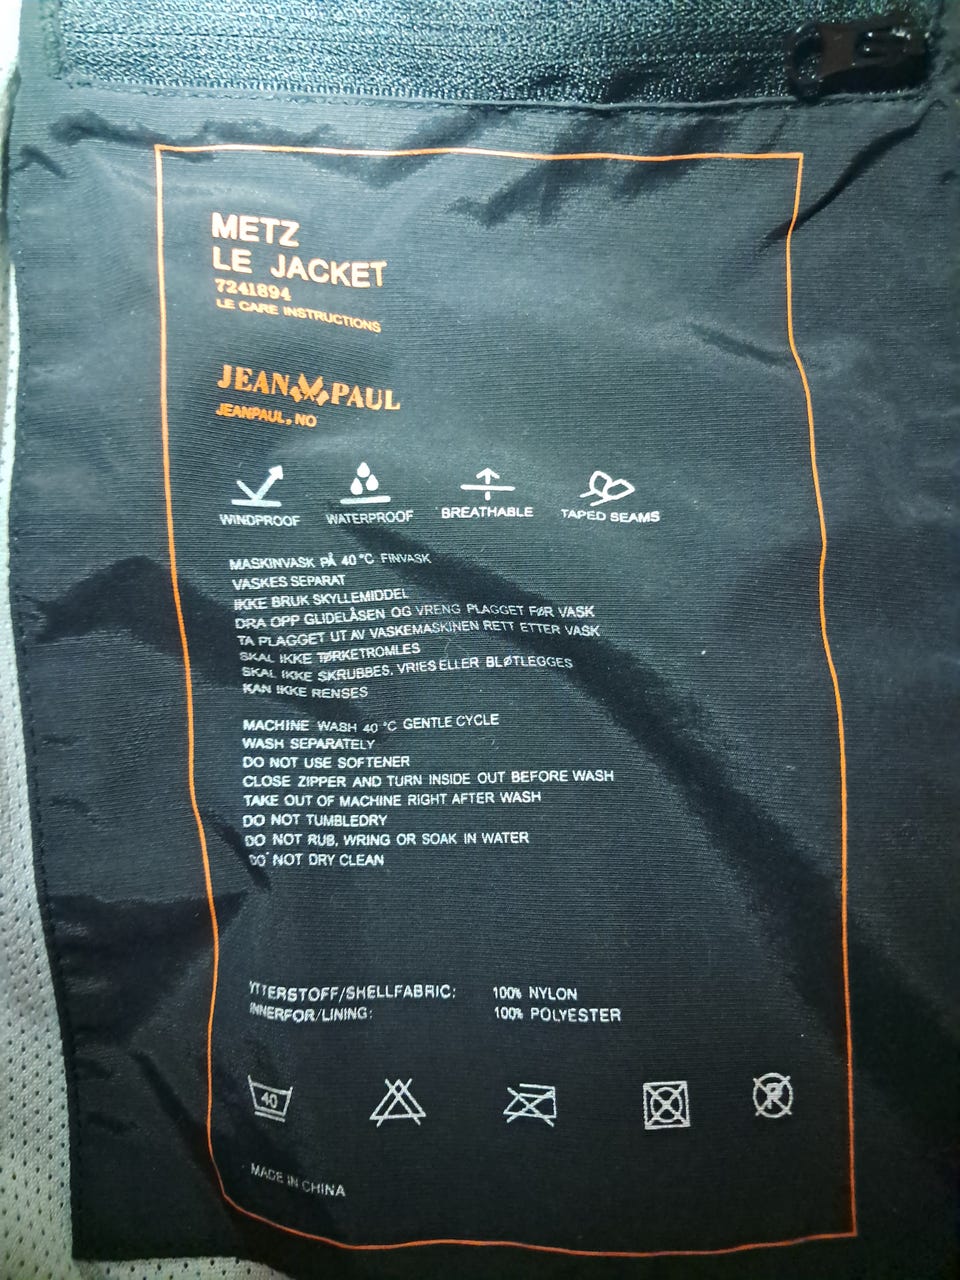 METZ
LE JACKET
7241894
LE CARE INSTRUCTIONS
JEAN PAUL
JEANPAUL.NO
WINDPROOF WATERPROOF BREATHABLE TAPED SEAMS
MASKINVASK PÅ 40 °C FINVASK
VASKES SEPARAT
IKKE BRUK SKYLLEMIDDEL
DRA OPP GLIDELÅSEN OG VRENG PLAGGET FØR VASK
TA PLAGGET UT AV VASKEMASKINEN RETT ETTER VASK
SKAL IKKE TØRKETROMLES
SKAL IKKE SKRUBBES, VRIES ELLER BLØTLEGGES
KAN IKKE RENSES
MACHINE WASH 40 °C GENTLE CYCLE
WASH SEPARATELY
DO NOT USE SOFTENER
CLOSE ZIPPER AND TURN INSIDE OUT BEFORE WASH
TAKE OUT OF MACHINE RIGHT AFTER WASH
DO NOT TUMBLEDRY
DO NOT RUB, WRING OR SOAK IN WATER
DO NOT DRY CLEAN
YTTERSTOFF/SHELLFABRIC: 100% NYLON
INNERFOR/LINING: 100% POLYESTER
40 P
MADE IN CHINA